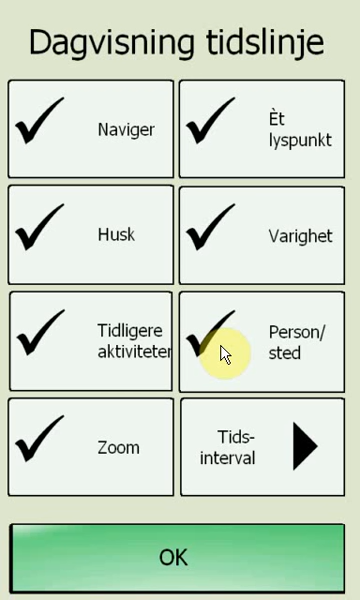 Dagvisning tidslinje
Naviger
Èt
lyspunkt
Husk
Varighet
Tidligere
aktiviteter
Person/
sted
Zoom
Tids-
interval
OK